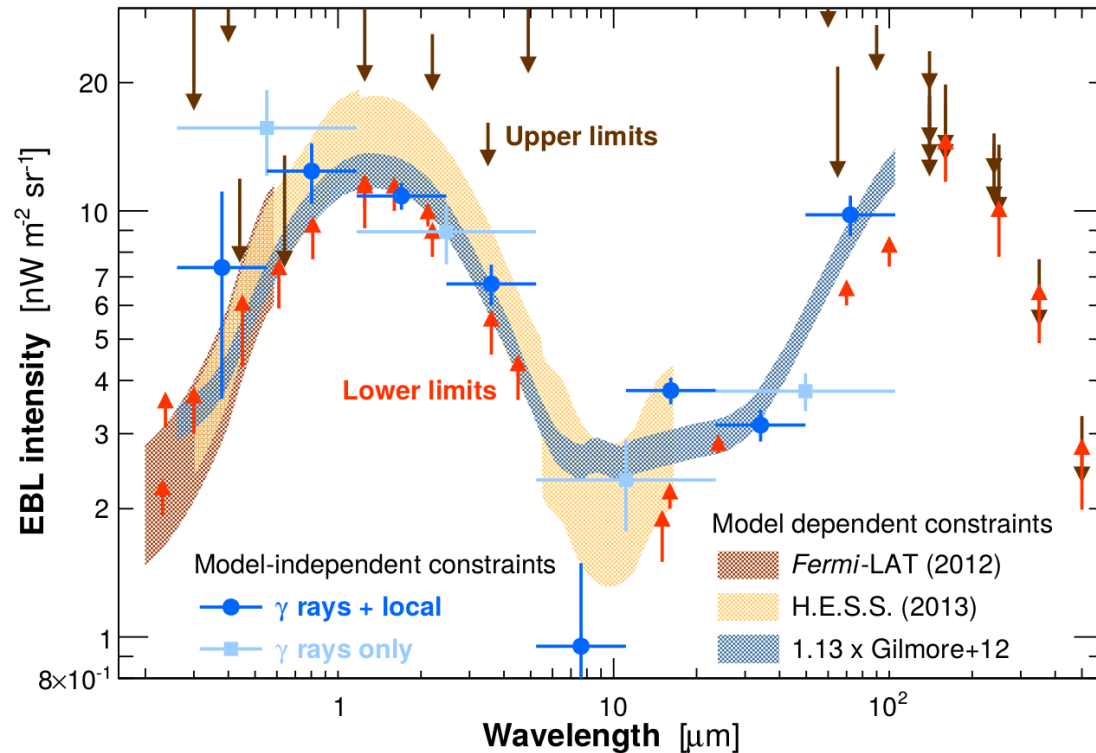 EBL intensity [nW m⁻² sr⁻¹]
20
10
7
6
5
4
3
2
1
8×10⁻¹
Upper limits
Lower limits
Model-independent constraints
γ rays + local
γ rays only
Model dependent constraints
Fermi-LAT (2012)
H.E.S.S. (2013)
1.13 x Gilmore+12
1
10
10²
Wavelength [μm]